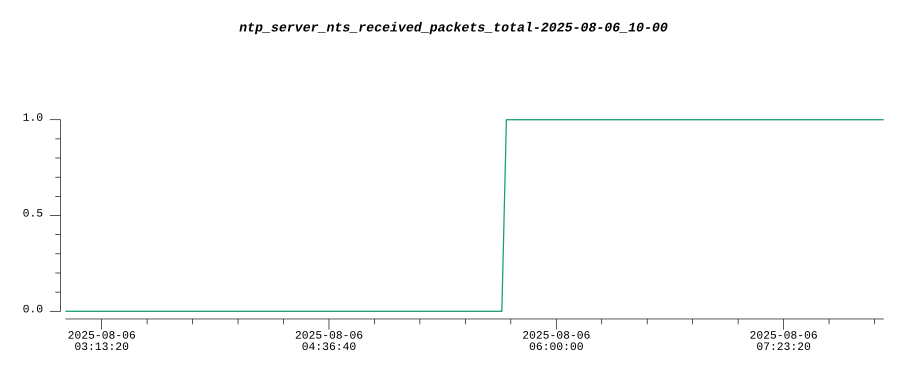 ntp_server_nts_received_packets_total-2025-08-06_10-00
1.0
0.5
0.0
2025-08-06 2025-08-06 2025-08-06 2025-08-06
03:13:20 04:36:40 06:00:00 07:23:20